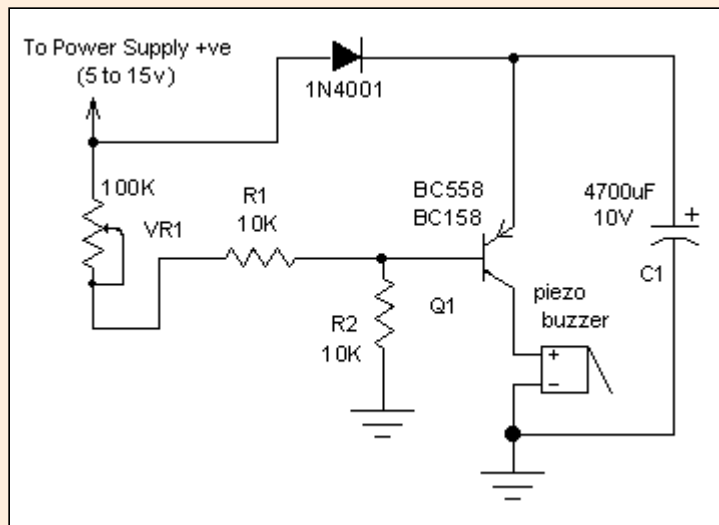 To Power Supply +ve
(5 to 15v)
1N4001
100K
VR1
R1
10K
R2
10K
BC558
BC158
Q1
piezo
buzzer
+
−
4700uF
10V
+
C1